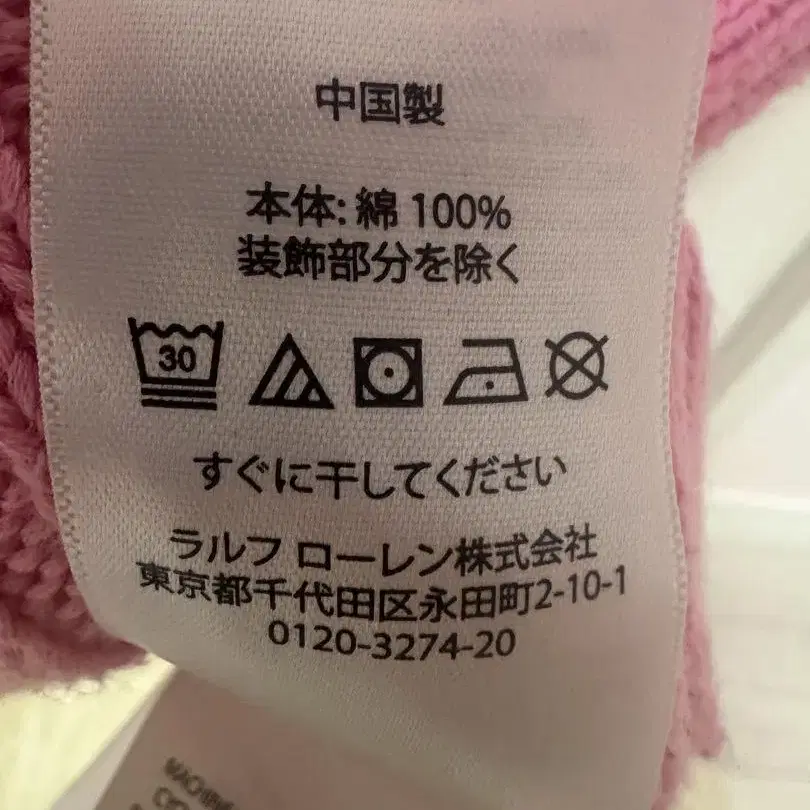 中国製
本体: 綿 100%
装飾部分を除く
30
すぐに干してください
ラルフ ローレン株式会社
東京都千代田区永田町2-10-1
0120-3274-20